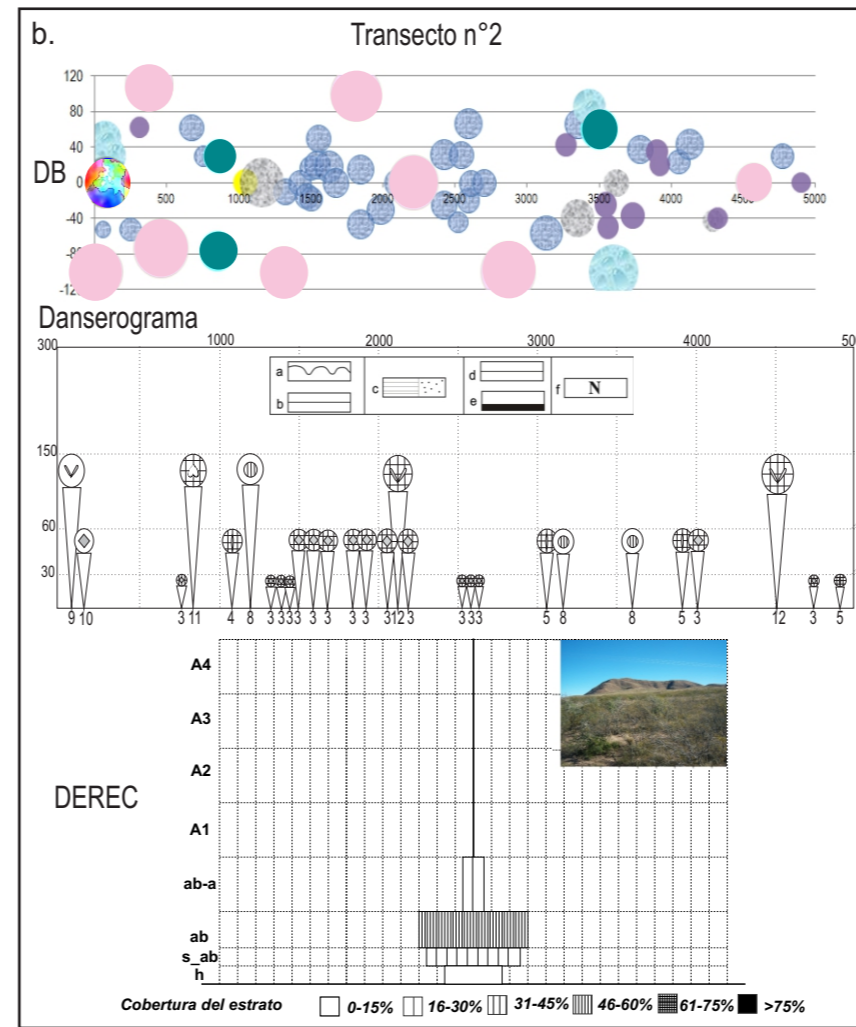 b.
Transecto n°2
120
80
40
DB 0 500 1000 1500 2000 2500 3000 3500 4000 4500 5000
-40
-80
-12
Danserograma
300 1000 2000 3000 4000 50
a b c d e f N
150
60
30
9 10 3 11 4 8 3 3 3 3 3 3 3 3 3 12 3 3 3 3 5 8 8 5 3 12 3 5
A4
A3
A2
DEREC
A1
ab-a
ab
s_ab
h
Cobertura del estrato 0-15% 16-30% 31-45% 46-60% 61-75% >75%